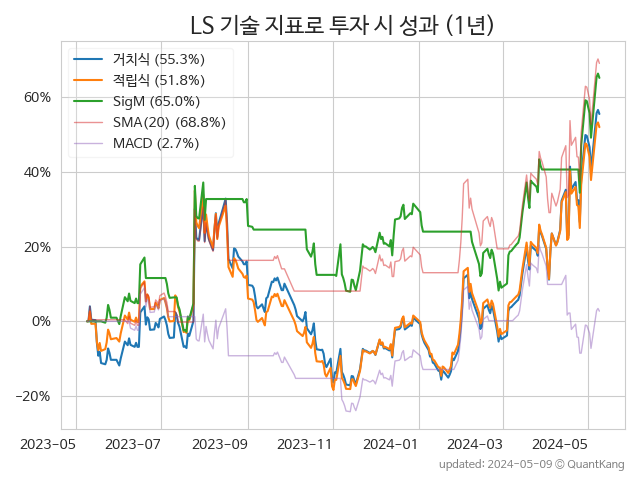 LS 기술 지표로 투자 시 성과 (1년)
거치식 (55.3%)
적립식 (51.8%)
SigM (65.0%)
SMA(20) (68.8%)
MACD (2.7%)
60%
40%
20%
0%
−20%
2023-05 2023-07 2023-09 2023-11 2024-01 2024-03 2024-05
updated: 2024-05-09 © QuantKang